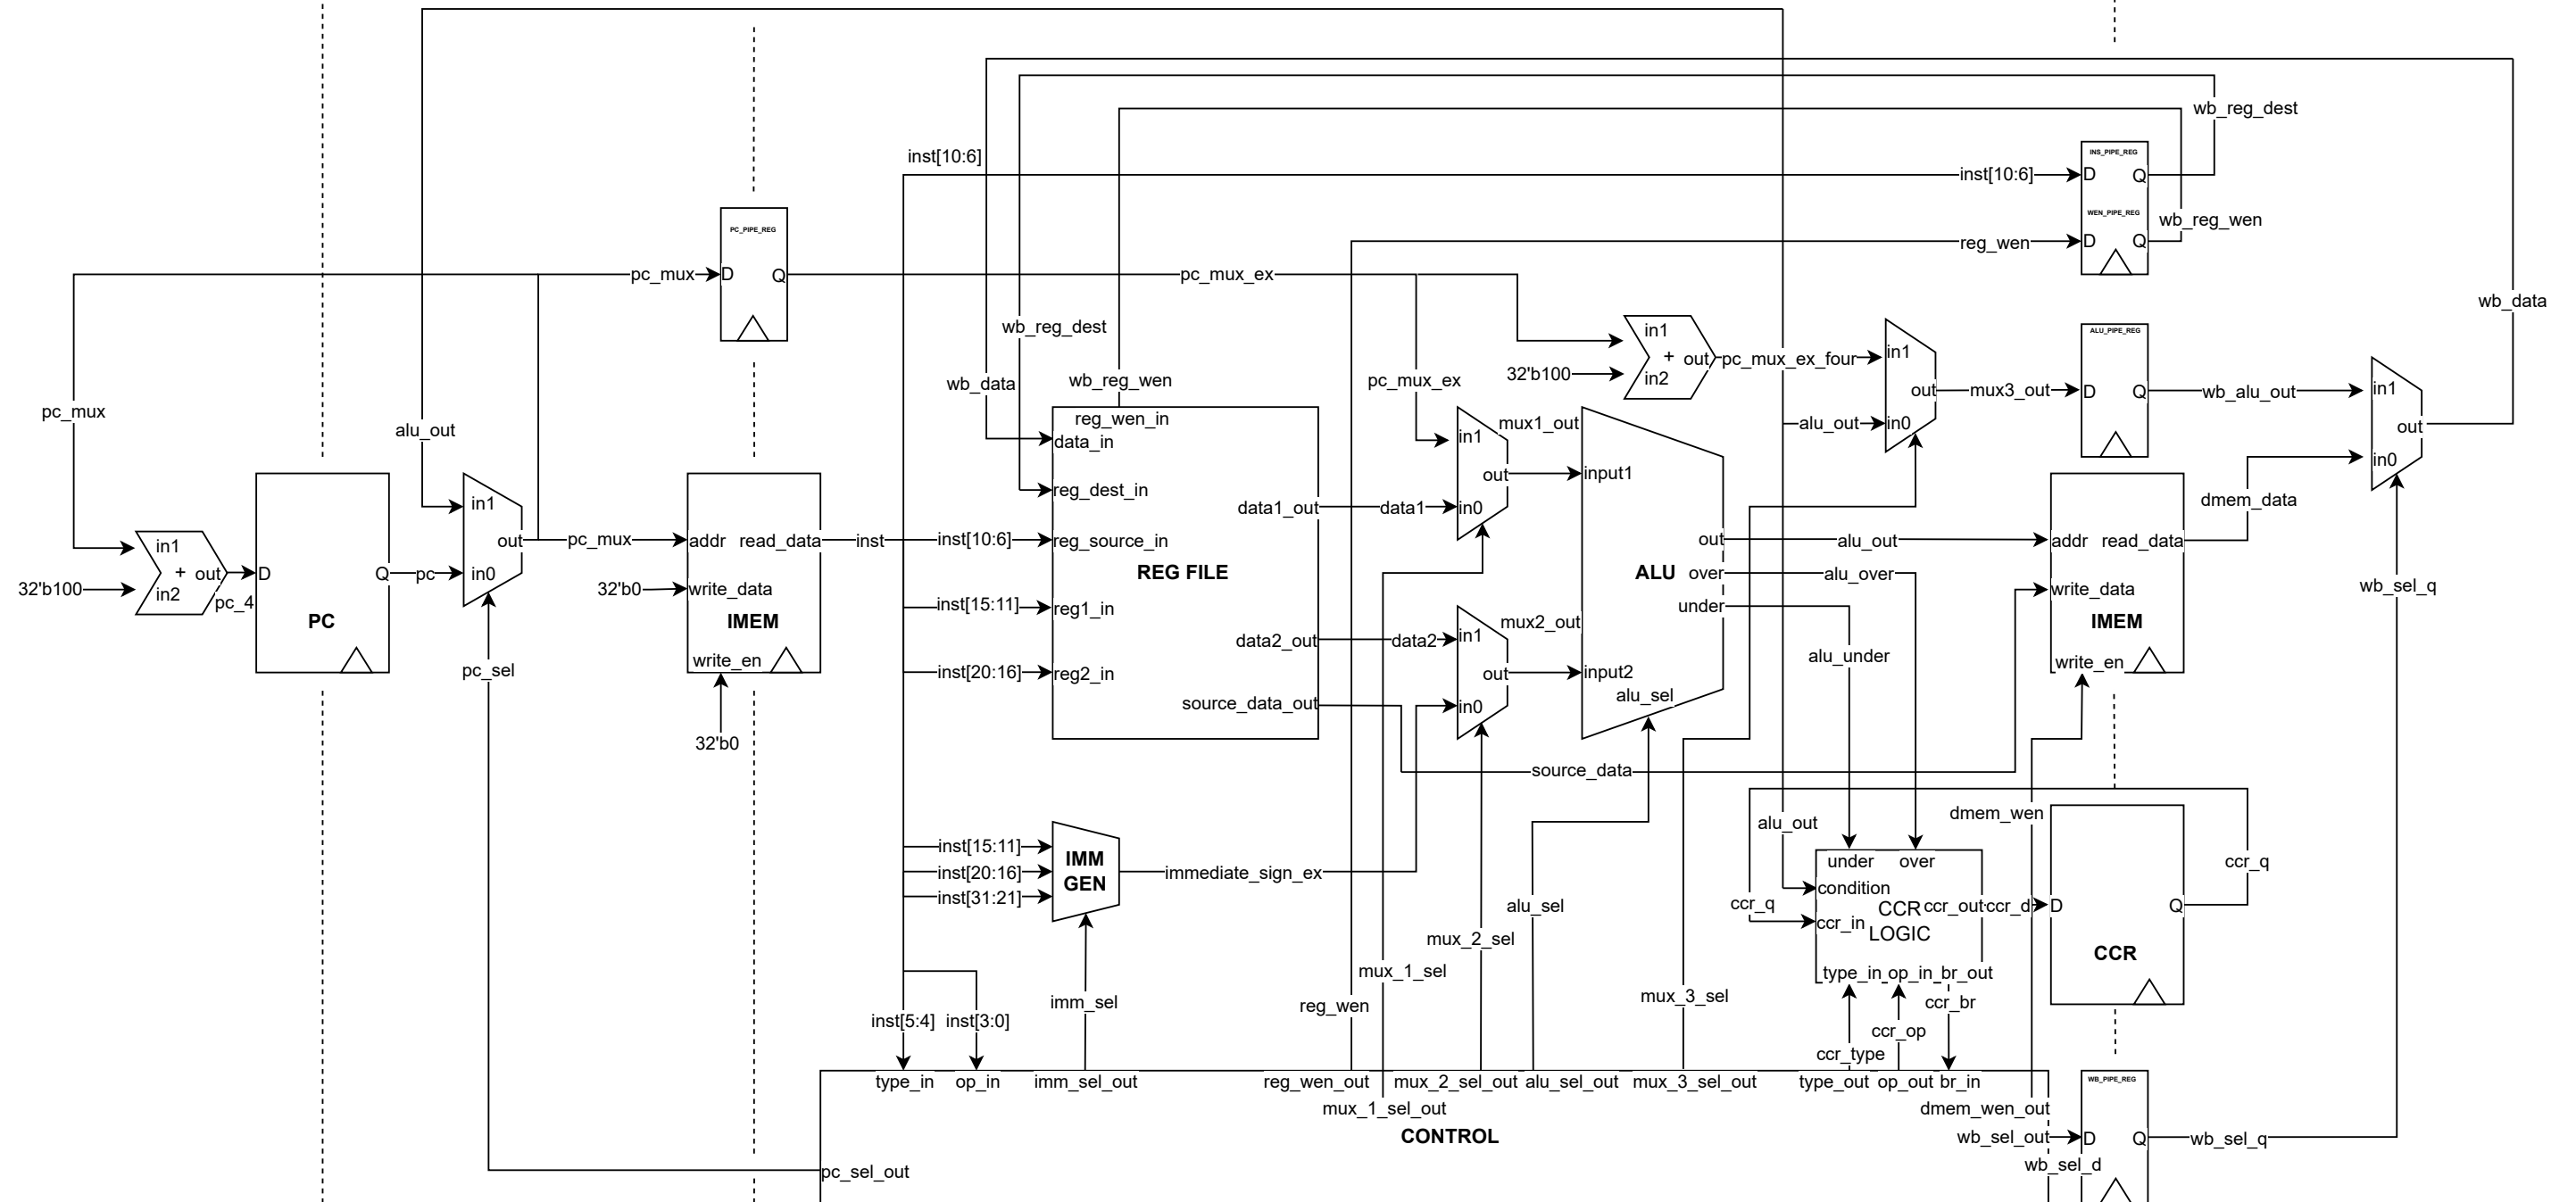 wb_reg_dest
INS_PIPE_REG
inst[10:6]
inst[10:6]
D
Q
WEN_PIPE_REG
wb_reg_wen
reg_wen
D
Q
PC_PIPE_REG
pc_mux
D
Q
pc_mux_ex
wb_data
wb_reg_dest
in1
+
out
in2
32'b100
pc_mux_ex_four
in1
out
in0
alu_out
mux3_out
ALU_PIPE_REG
D
Q
wb_alu_out
in1
out
in0
wb_data
wb_reg_wen
pc_mux_ex
pc_mux
alu_out
reg_wen_in
data_in
reg_dest_in
data1_out
reg_source_in
REG FILE
reg1_in
data2_out
reg2_in
source_data_out
data1
in1
out
in0
mux1_out
input1
out
ALU
over
under
mux2_out
input2
alu_sel
data2
in1
out
in0
alu_out
alu_over
alu_under
addr
read_data
write_data
IMEM
write_en
dmem_data
wb_sel_q
in1
+
out
in2
32'b100
pc_4
D
Q
PC
pc
in1
out
in0
pc_sel
pc_mux
addr
read_data
32'b0
write_data
IMEM
write_en
32'b0
inst
inst[10:6]
inst[15:11]
inst[20:16]
source_data
inst[15:11]
inst[20:16]
inst[31:21]
IMM
GEN
immediate_sign_ex
alu_out
dmem_wen
under
over
condition
CCR
LOGIC
ccr_out
ccr_in
ccr_q
type_in
op_in
br_out
ccr_d
D
Q
CCR
ccr_q
alu_sel
mux_2_sel
mux_1_sel
mux_3_sel
reg_wen
imm_sel
inst[5:4]
inst[3:0]
ccr_br
ccr_op
ccr_type
type_in
op_in
imm_sel_out
reg_wen_out
mux_2_sel_out
alu_sel_out
mux_3_sel_out
type_out
op_out
br_in
mux_1_sel_out
dmem_wen_out
CONTROL
wb_sel_out
pc_sel_out
wb_sel_d
WB_PIPE_REG
D
Q
wb_sel_q